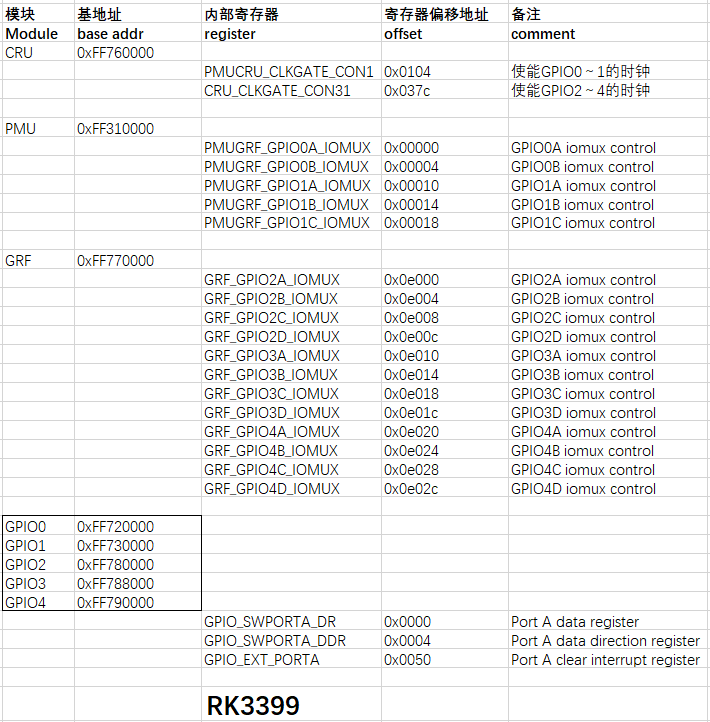 模块 基地址 内部寄存器 寄存器偏移地址 备注
Module base addr register offset comment
CRU 0xFF760000
PMUCRU_CLKGATE_CON1 0x0104 使能GPIO0~1的时钟
CRU_CLKGATE_CON31 0x037c 使能GPIO2~4的时钟
PMU 0xFF310000
PMUGRF_GPIO0A_IOMUX 0x00000 GPIO0A iomux control
PMUGRF_GPIO0B_IOMUX 0x00004 GPIO0B iomux control
PMUGRF_GPIO1A_IOMUX 0x00010 GPIO1A iomux control
PMUGRF_GPIO1B_IOMUX 0x00014 GPIO1B iomux control
PMUGRF_GPIO1C_IOMUX 0x00018 GPIO1C iomux control
GRF 0xFF770000
GRF_GPIO2A_IOMUX 0x0e000 GPIO2A iomux control
GRF_GPIO2B_IOMUX 0x0e004 GPIO2B iomux control
GRF_GPIO2C_IOMUX 0x0e008 GPIO2C iomux control
GRF_GPIO2D_IOMUX 0x0e00c GPIO2D iomux control
GRF_GPIO3A_IOMUX 0x0e010 GPIO3A iomux control
GRF_GPIO3B_IOMUX 0x0e014 GPIO3B iomux control
GRF_GPIO3C_IOMUX 0x0e018 GPIO3C iomux control
GRF_GPIO3D_IOMUX 0x0e01c GPIO3D iomux control
GRF_GPIO4A_IOMUX 0x0e020 GPIO4A iomux control
GRF_GPIO4B_IOMUX 0x0e024 GPIO4B iomux control
GRF_GPIO4C_IOMUX 0x0e028 GPIO4C iomux control
GRF_GPIO4D_IOMUX 0x0e02c GPIO4D iomux control
GPIO0 0xFF720000
GPIO1 0xFF730000
GPIO2 0xFF780000
GPIO3 0xFF788000
GPIO4 0xFF790000
GPIO_SWPORTA_DR 0x0000 Port A data register
GPIO_SWPORTA_DDR 0x0004 Port A data direction register
GPIO_EXT_PORTA 0x0050 Port A clear interrupt register
RK3399